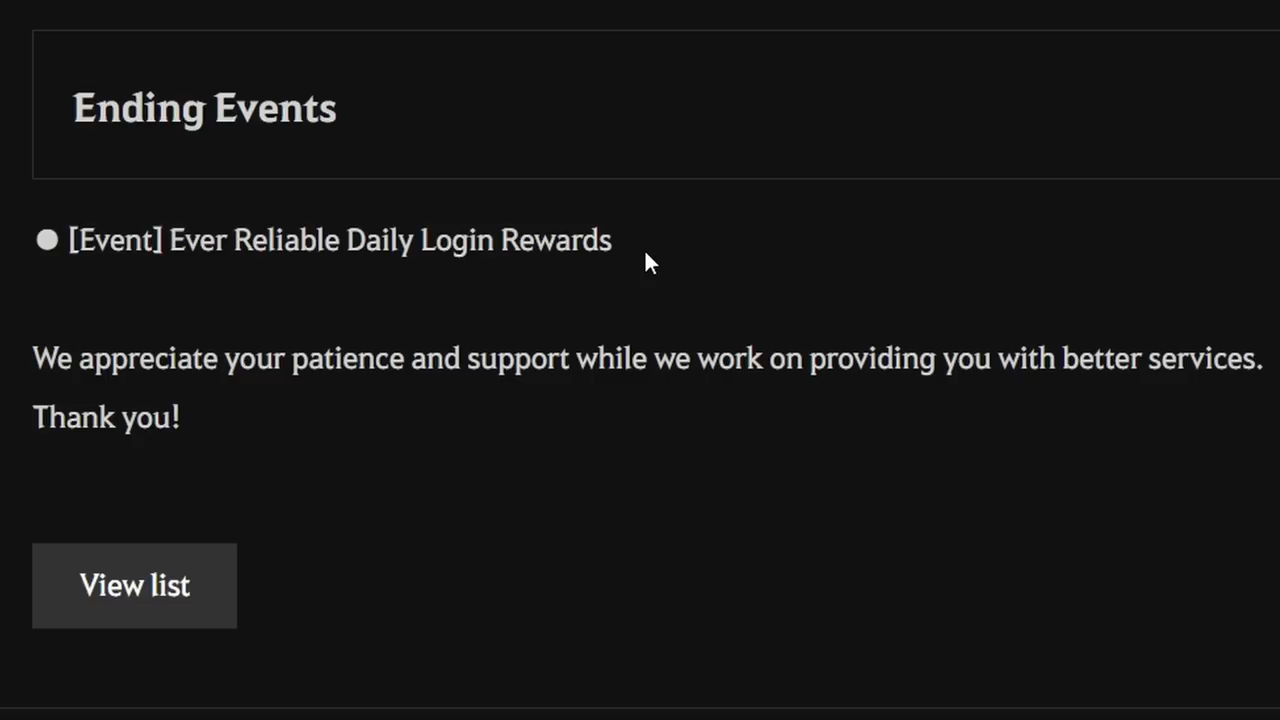 Ending Events
● [Event] Ever Reliable Daily Login Rewards
We appreciate your patience and support while we work on providing you with better services.
Thank you!
View list